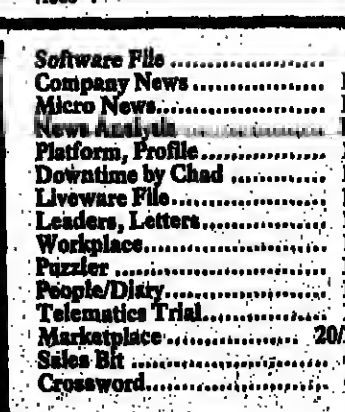 Software File ..................
Company News ..................
Micro News..................
News Analysis ..................
Platform, Profile..................
Downtime by Chad ............
Liveware File..................
Leaders, Letters..................
Workplace..................
Puzzler ..................
People/Diary..................
Telematics Trial..................
Marketplace .................. 20/
Sales Bit ..................
Crossword..................